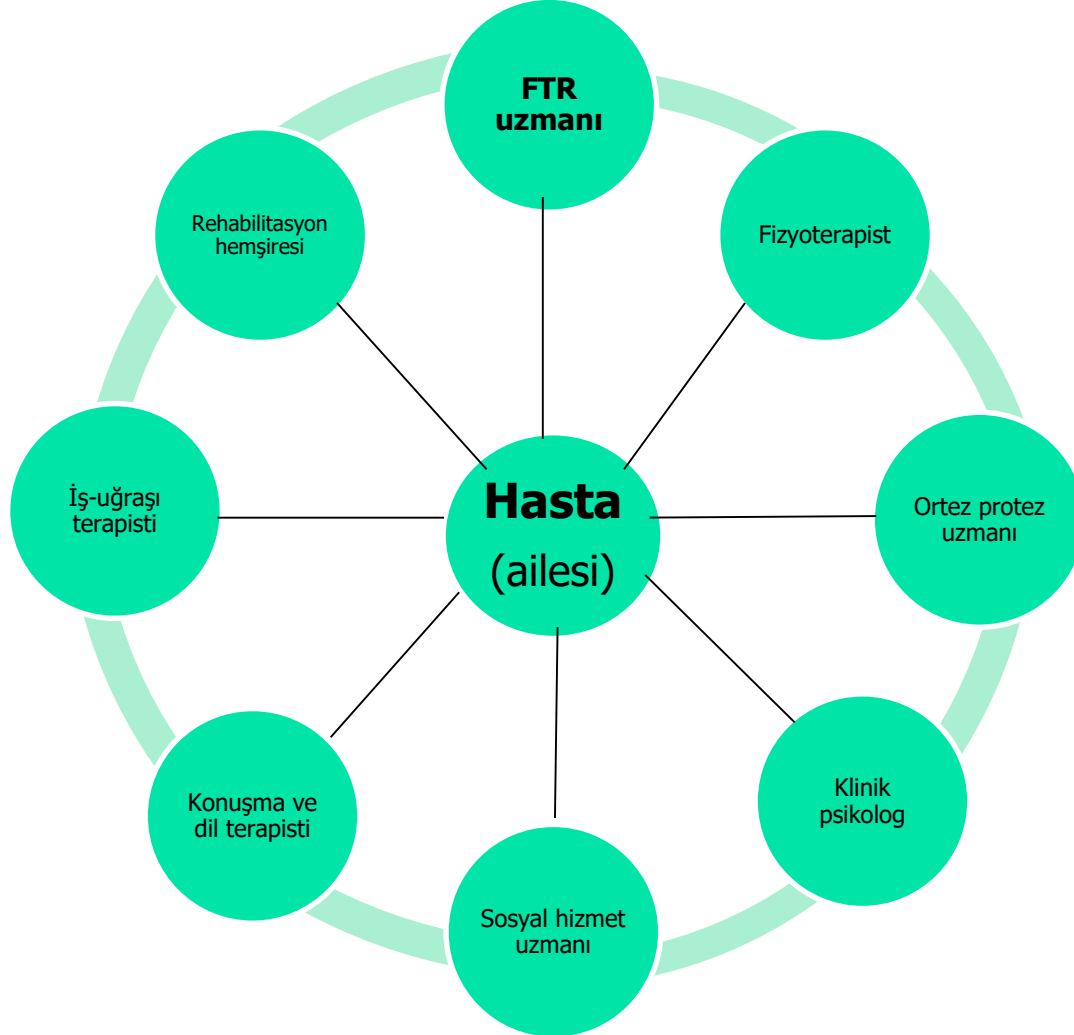 FTR
uzmanı
Rehabilitasyon
hemşiresi
Fizyoterapist
İş-uğraşı
terapisti
Hasta
(ailesi)
Ortez protez
uzmanı
Konuşma ve
dil terapisti
Klinik
psikolog
Sosyal hizmet
uzmanı